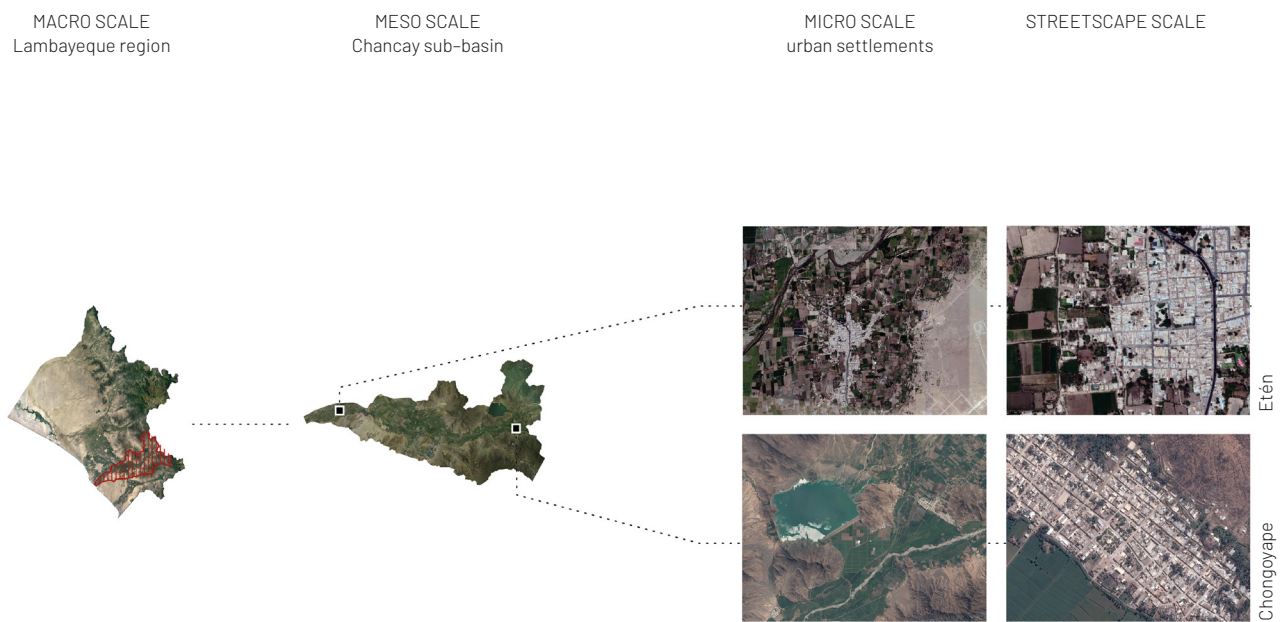 MACRO SCALE
Lambayeque region
MESO SCALE
Chancay sub-basin
MICRO SCALE
urban settlements
STREETSCAPE SCALE
Etén
Chongoyape